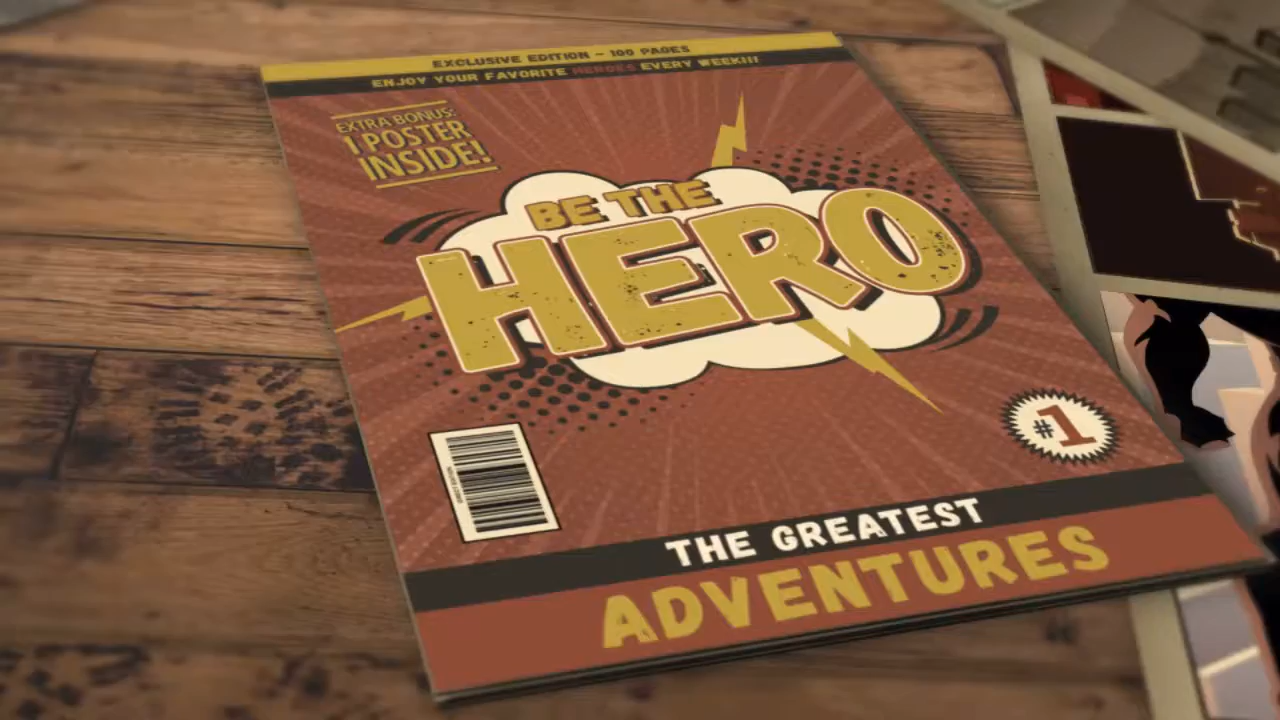 EXCLUSIVE EDITION - 100 PAGES
ENJOY YOUR FAVORITE HEROES EVERY WEEK!!!
EXTRA BONUS:
1 POSTER
INSIDE!
BE THE
HERO
#1
THE GREATEST
ADVENTURES